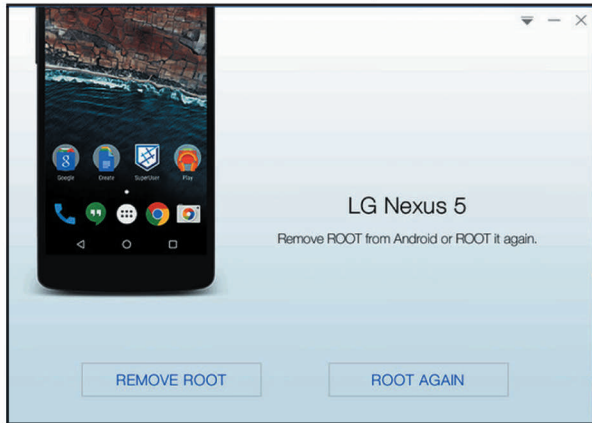 Google Create SuperUser Play
LG Nexus 5
Remove ROOT from Android or ROOT it again.
REMOVE ROOT ROOT AGAIN